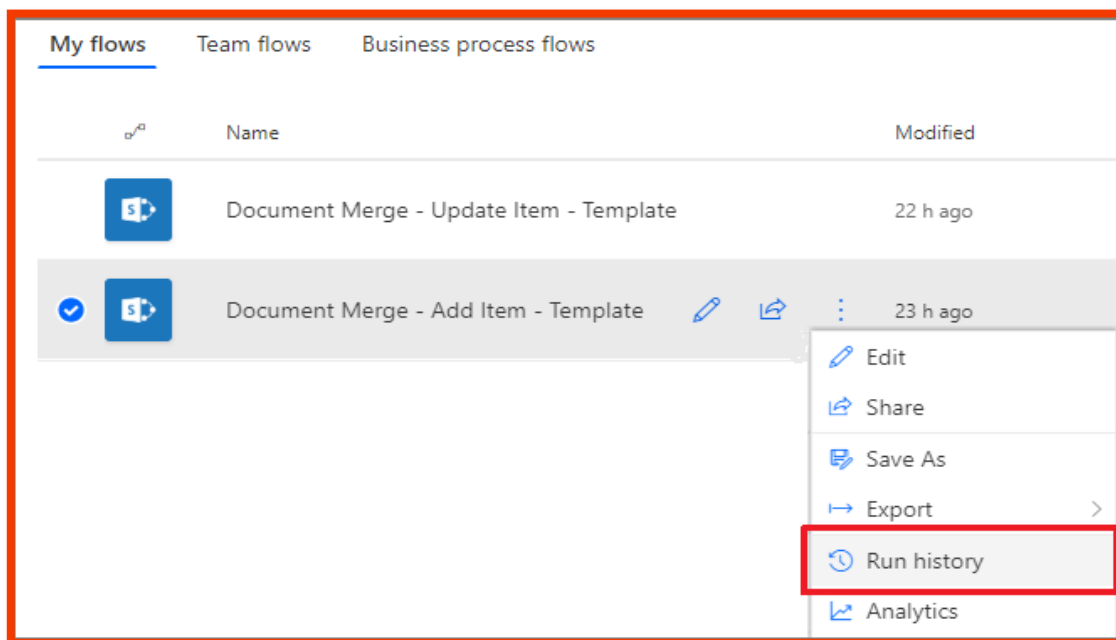 My flows Team flows Business process flows
Name Modified
Document Merge - Update Item - Template 22 h ago
Document Merge - Add Item - Template 23 h ago
Edit
Share
Save As
Export
Run history
Analytics